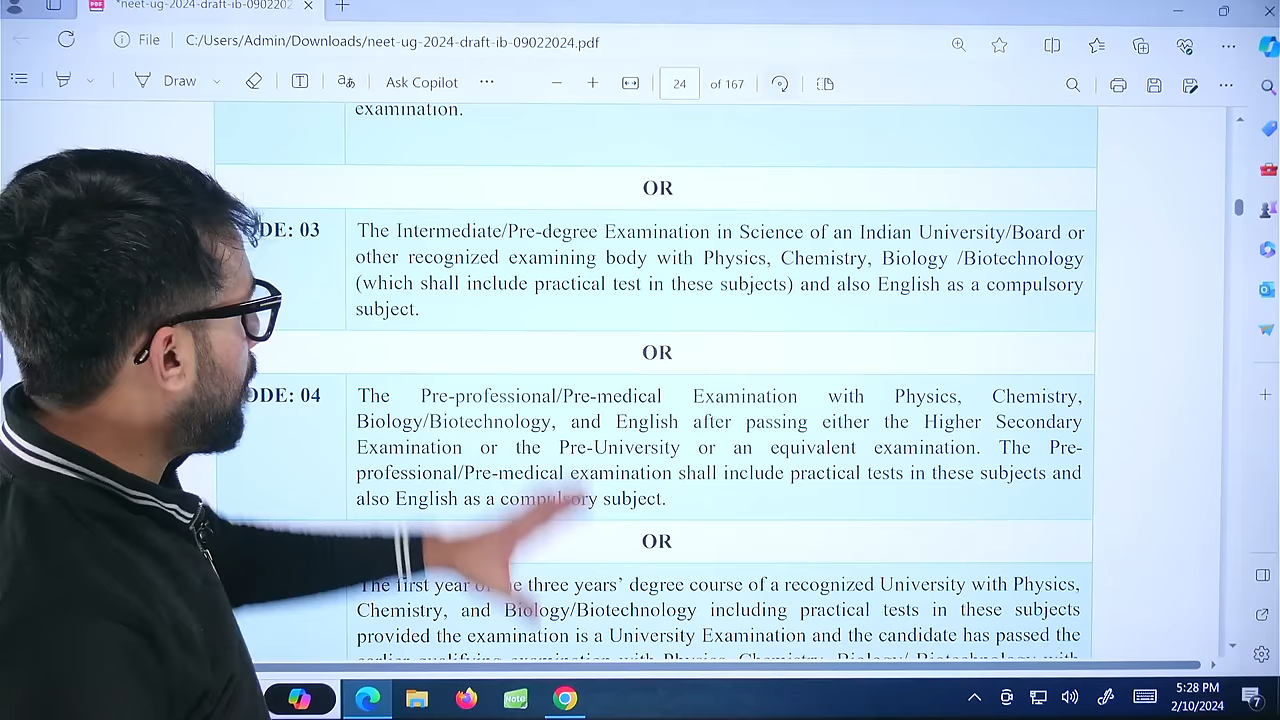 *neet-ug-2024-draft-ib-0902202
File
C:/Users/Admin/Downloads/neet-ug-2024-draft-ib-09022024.pdf
Draw
Ask Copilot
24
of 167
examination.
OR
DE: 03
The Intermediate/Pre-degree Examination in Science of an Indian University/Board or
other recognized examining body with Physics, Chemistry, Biology /Biotechnology
(which shall include practical test in these subjects) and also English as a compulsory
subject.
OR
ODE: 04
The Pre-professional/Pre-medical Examination with Physics, Chemistry,
Biology/Biotechnology, and English after passing either the Higher Secondary
Examination or the Pre-University or an equivalent examination. The Pre-
professional/Pre-medical examination shall include practical tests in these subjects and
also English as a compulsory subject.
OR
The first year three years’ degree course of a recognized University with Physics,
Chemistry, and Biology/Biotechnology including practical tests in these subjects
provided the examination is a University Examination and the candidate has passed the
earlier qualifying examination with Physics, Chemistry, Biology/ Biotechnology with
Note
5:28 PM
2/10/2024
7